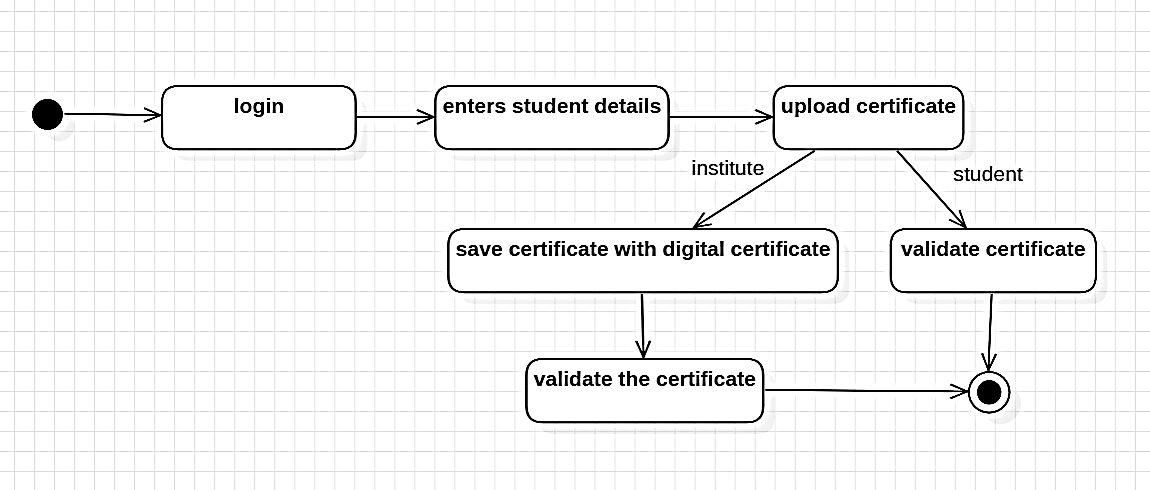 login
enters student details
upload certificate
institute
student
save certificate with digital certificate
validate certificate
validate the certificate